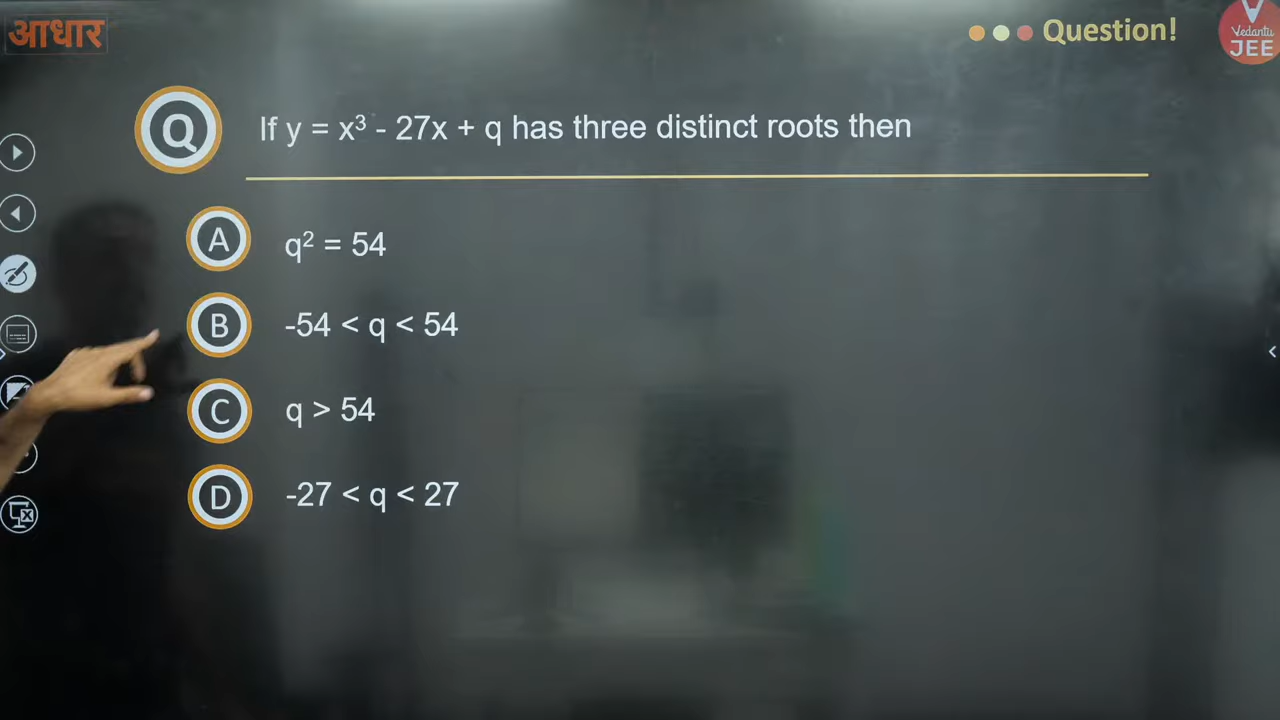 आधार
Question!
Vedantu
JEE
Q
If y = x³ - 27x + q has three distinct roots then
A q² = 54
B -54 < q < 54
C q > 54
D -27 < q < 27